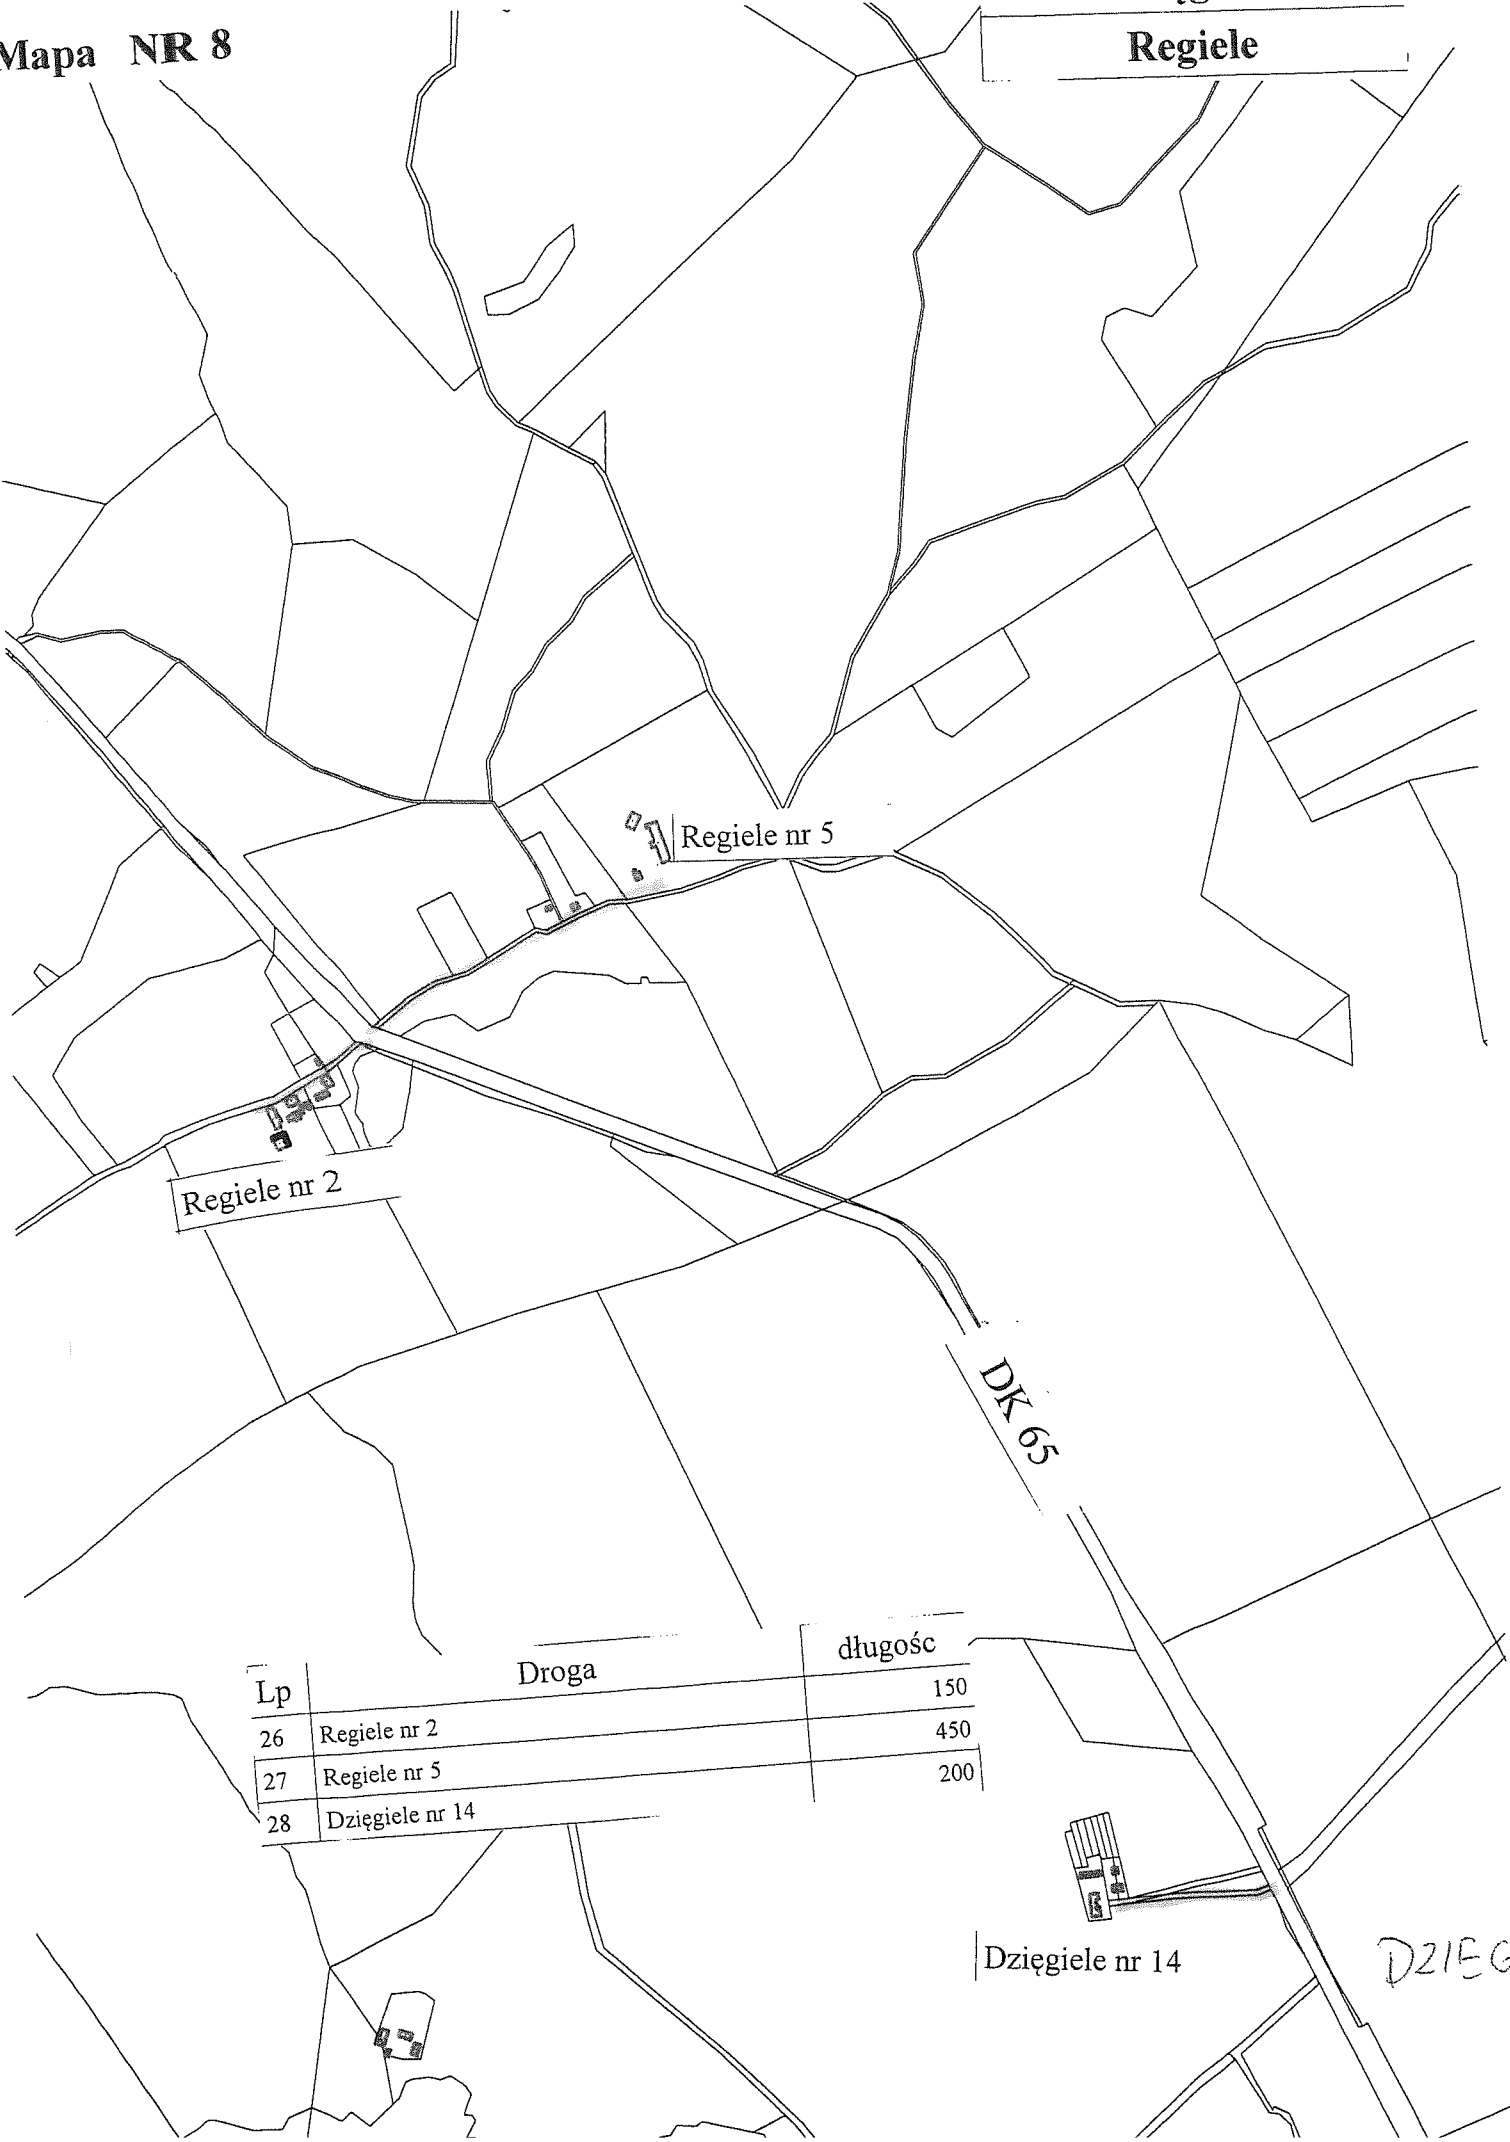 Mapa NR 8
Regiele
Regiele nr 5
Regiele nr 2
DK 65
Lp Droga długośc
26 Regiele nr 2 150
27 Regiele nr 5 450
28 Dzięgiele nr 14 200
Dzięgiele nr 14
DZIEG